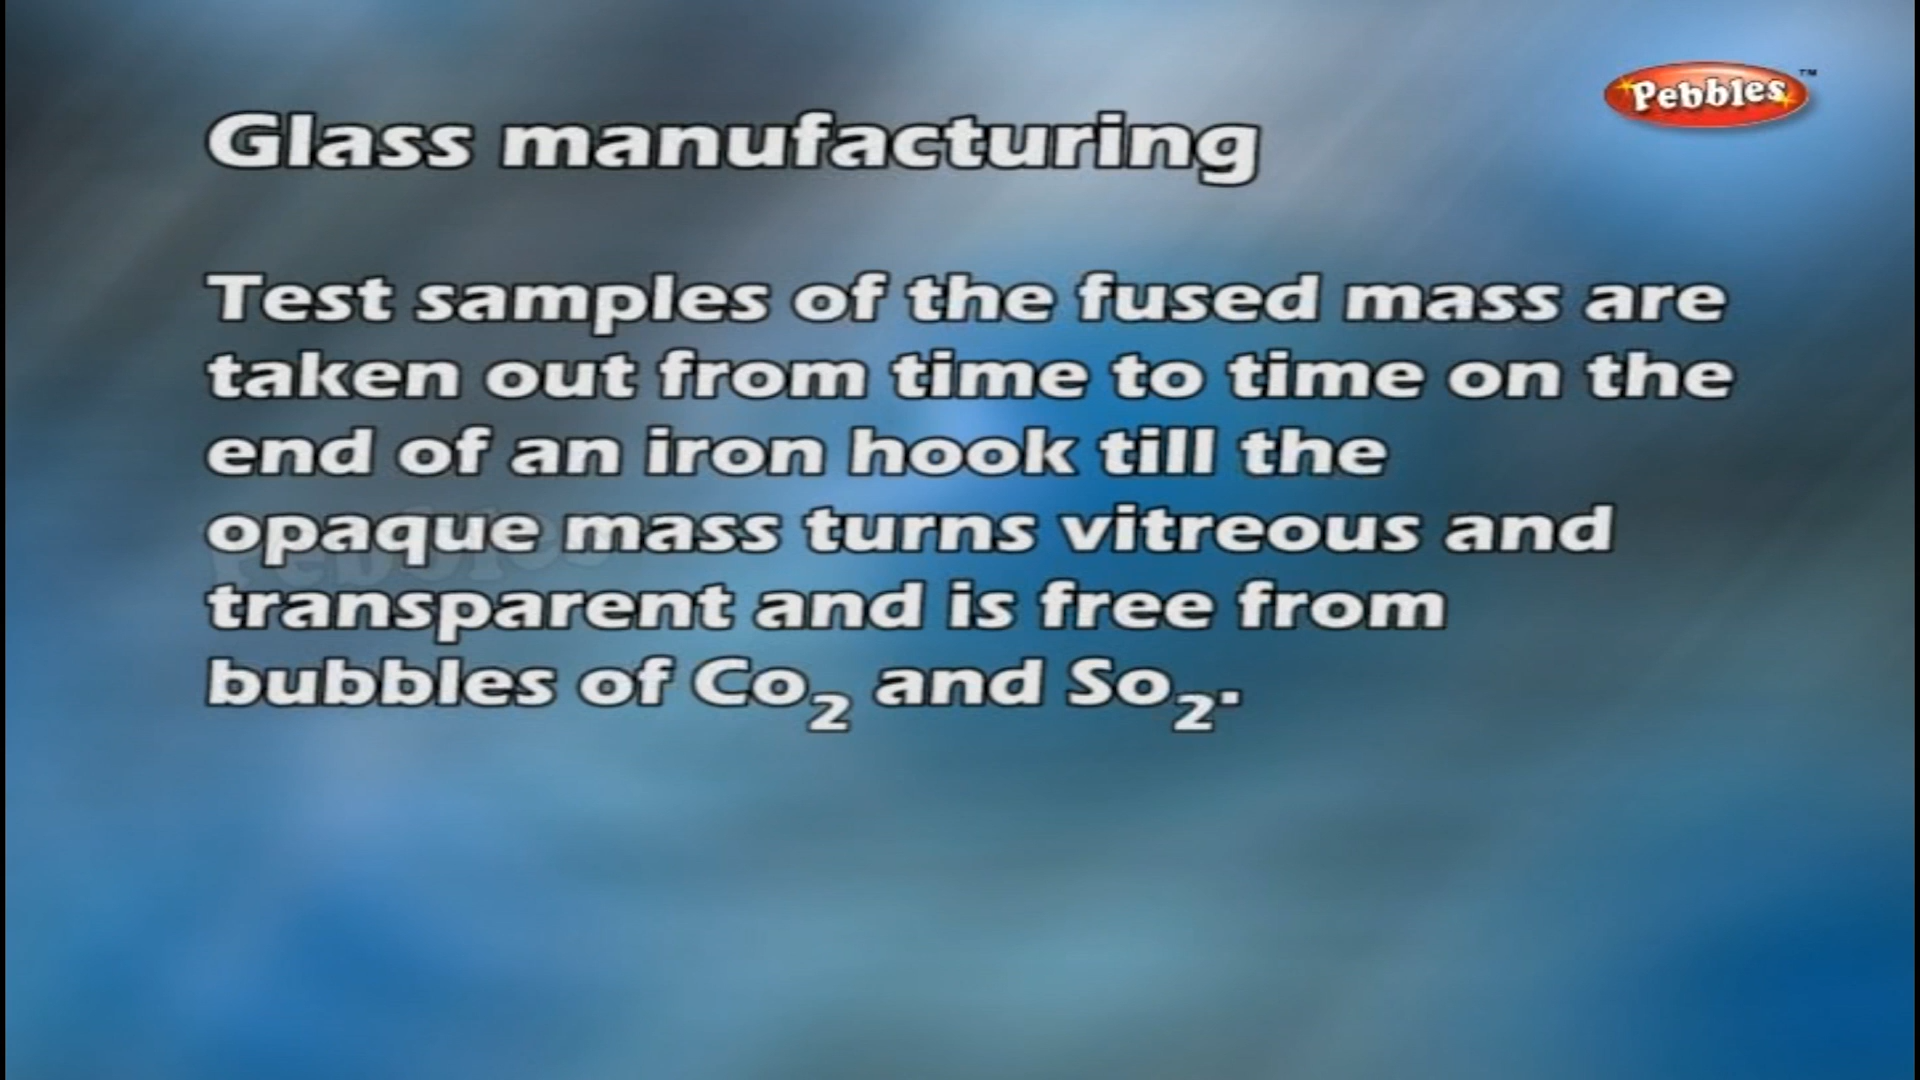 Pebbles™
Glass manufacturing
Test samples of the fused mass are
taken out from time to time on the
end of an iron hook till the
opaque mass turns vitreous and
transparent and is free from
bubbles of Co₂ and So₂.
Pebbles